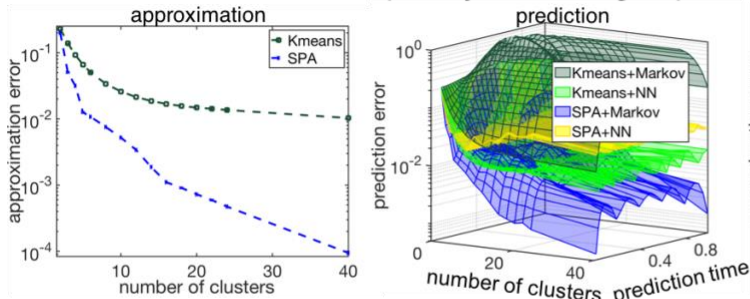 approximation
approximation error
10^-1
10^-2
10^-3
10^-4
Kmeans
SPA
10
20
30
40
number of clusters
prediction
prediction error
10^0
10^-2
Kmeans+Markov
Kmeans+NN
SPA+Markov
SPA+NN
0
20
40
number of clusters
0.4
0.8
prediction time